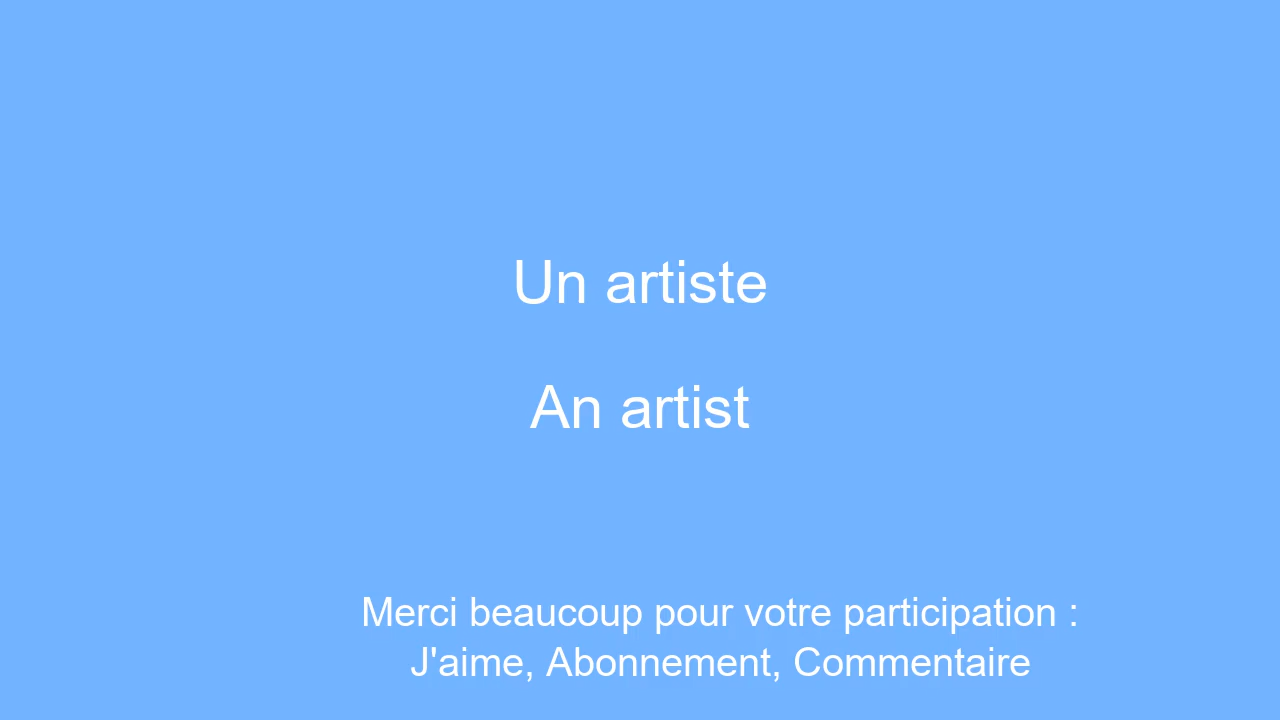 Un artiste
An artist
Merci beaucoup pour votre participation :
J'aime, Abonnement, Commentaire